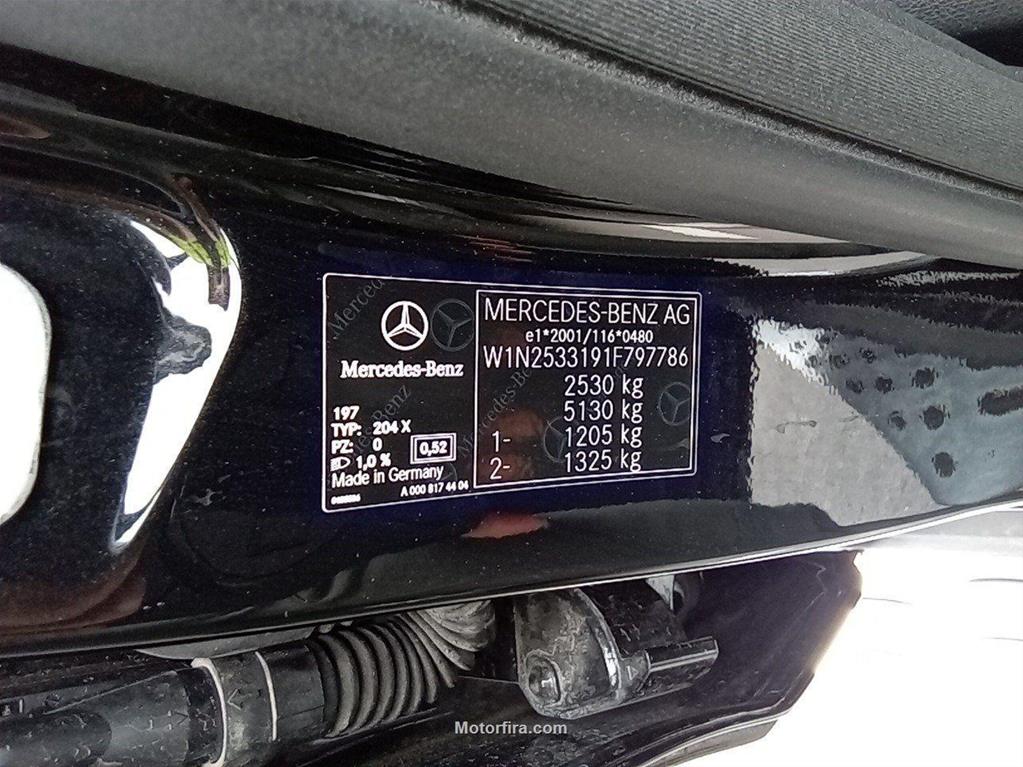 Mercedes-Benz
197
TYP: 204 X
PZ: 0
0,52
1,0 %
Made in Germany
A 000 817 44 04
MERCEDES-BENZ AG
e1*2001/116*0480
W1N2533191F797786
2530 kg
5130 kg
1- 1205 kg
2- 1325 kg
Motorfira.com